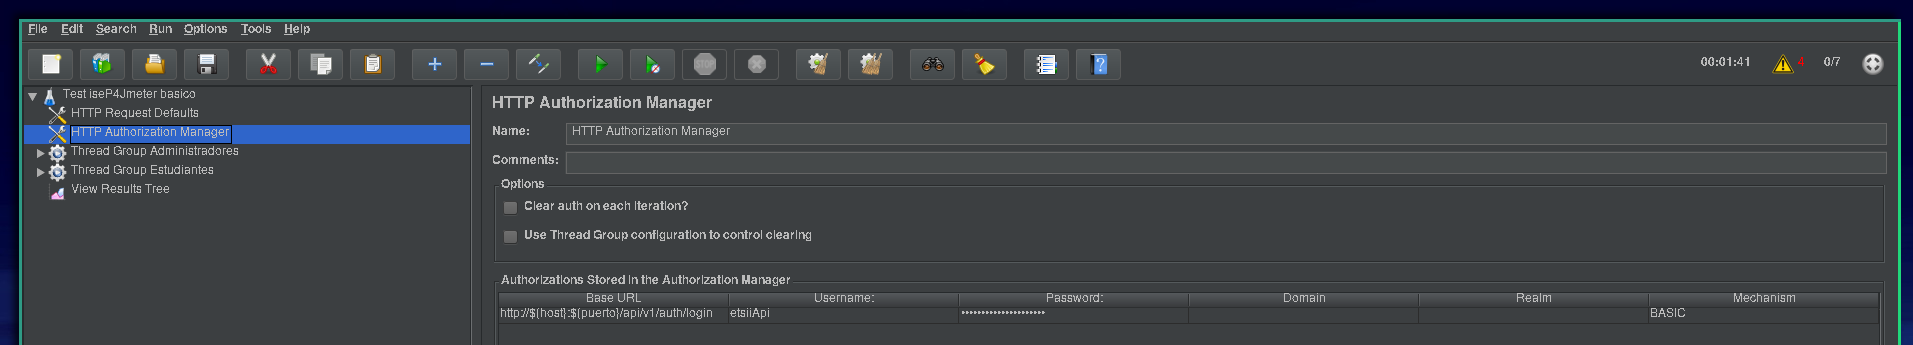 File Edit Search Run Options Tools Help
STOP
00:01:41 4 0/7
Test iseP4Jmeter basico
HTTP Request Defaults
HTTP Authorization Manager
Thread Group Administradores
Thread Group Estudiantes
View Results Tree
HTTP Authorization Manager
Name: HTTP Authorization Manager
Comments:
Options
Clear auth on each iteration?
Use Thread Group configuration to control clearing
Authorizations Stored in the Authorization Manager
Base URL Username: Password: Domain Realm Mechanism
http://${host}:${puerto}/api/v1/auth/login etsiiApi ••••••••••••••••••••• BASIC